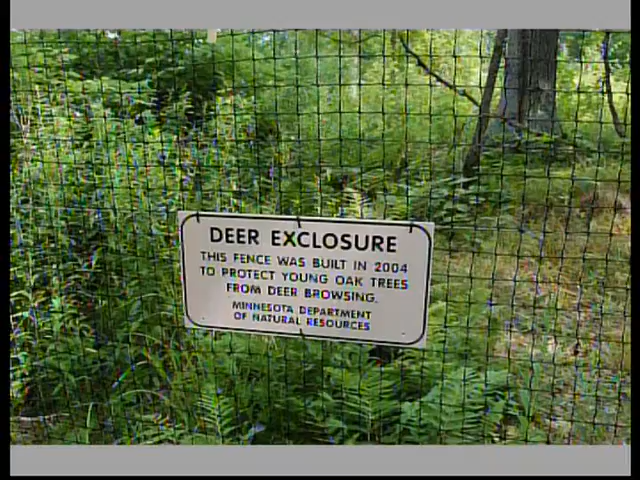 DEER EXCLOSURE
THIS FENCE WAS BUILT IN 2004
TO PROTECT YOUNG OAK TREES
FROM DEER BROWSING.
MINNESOTA DEPARTMENT
OF NATURAL RESOURCES